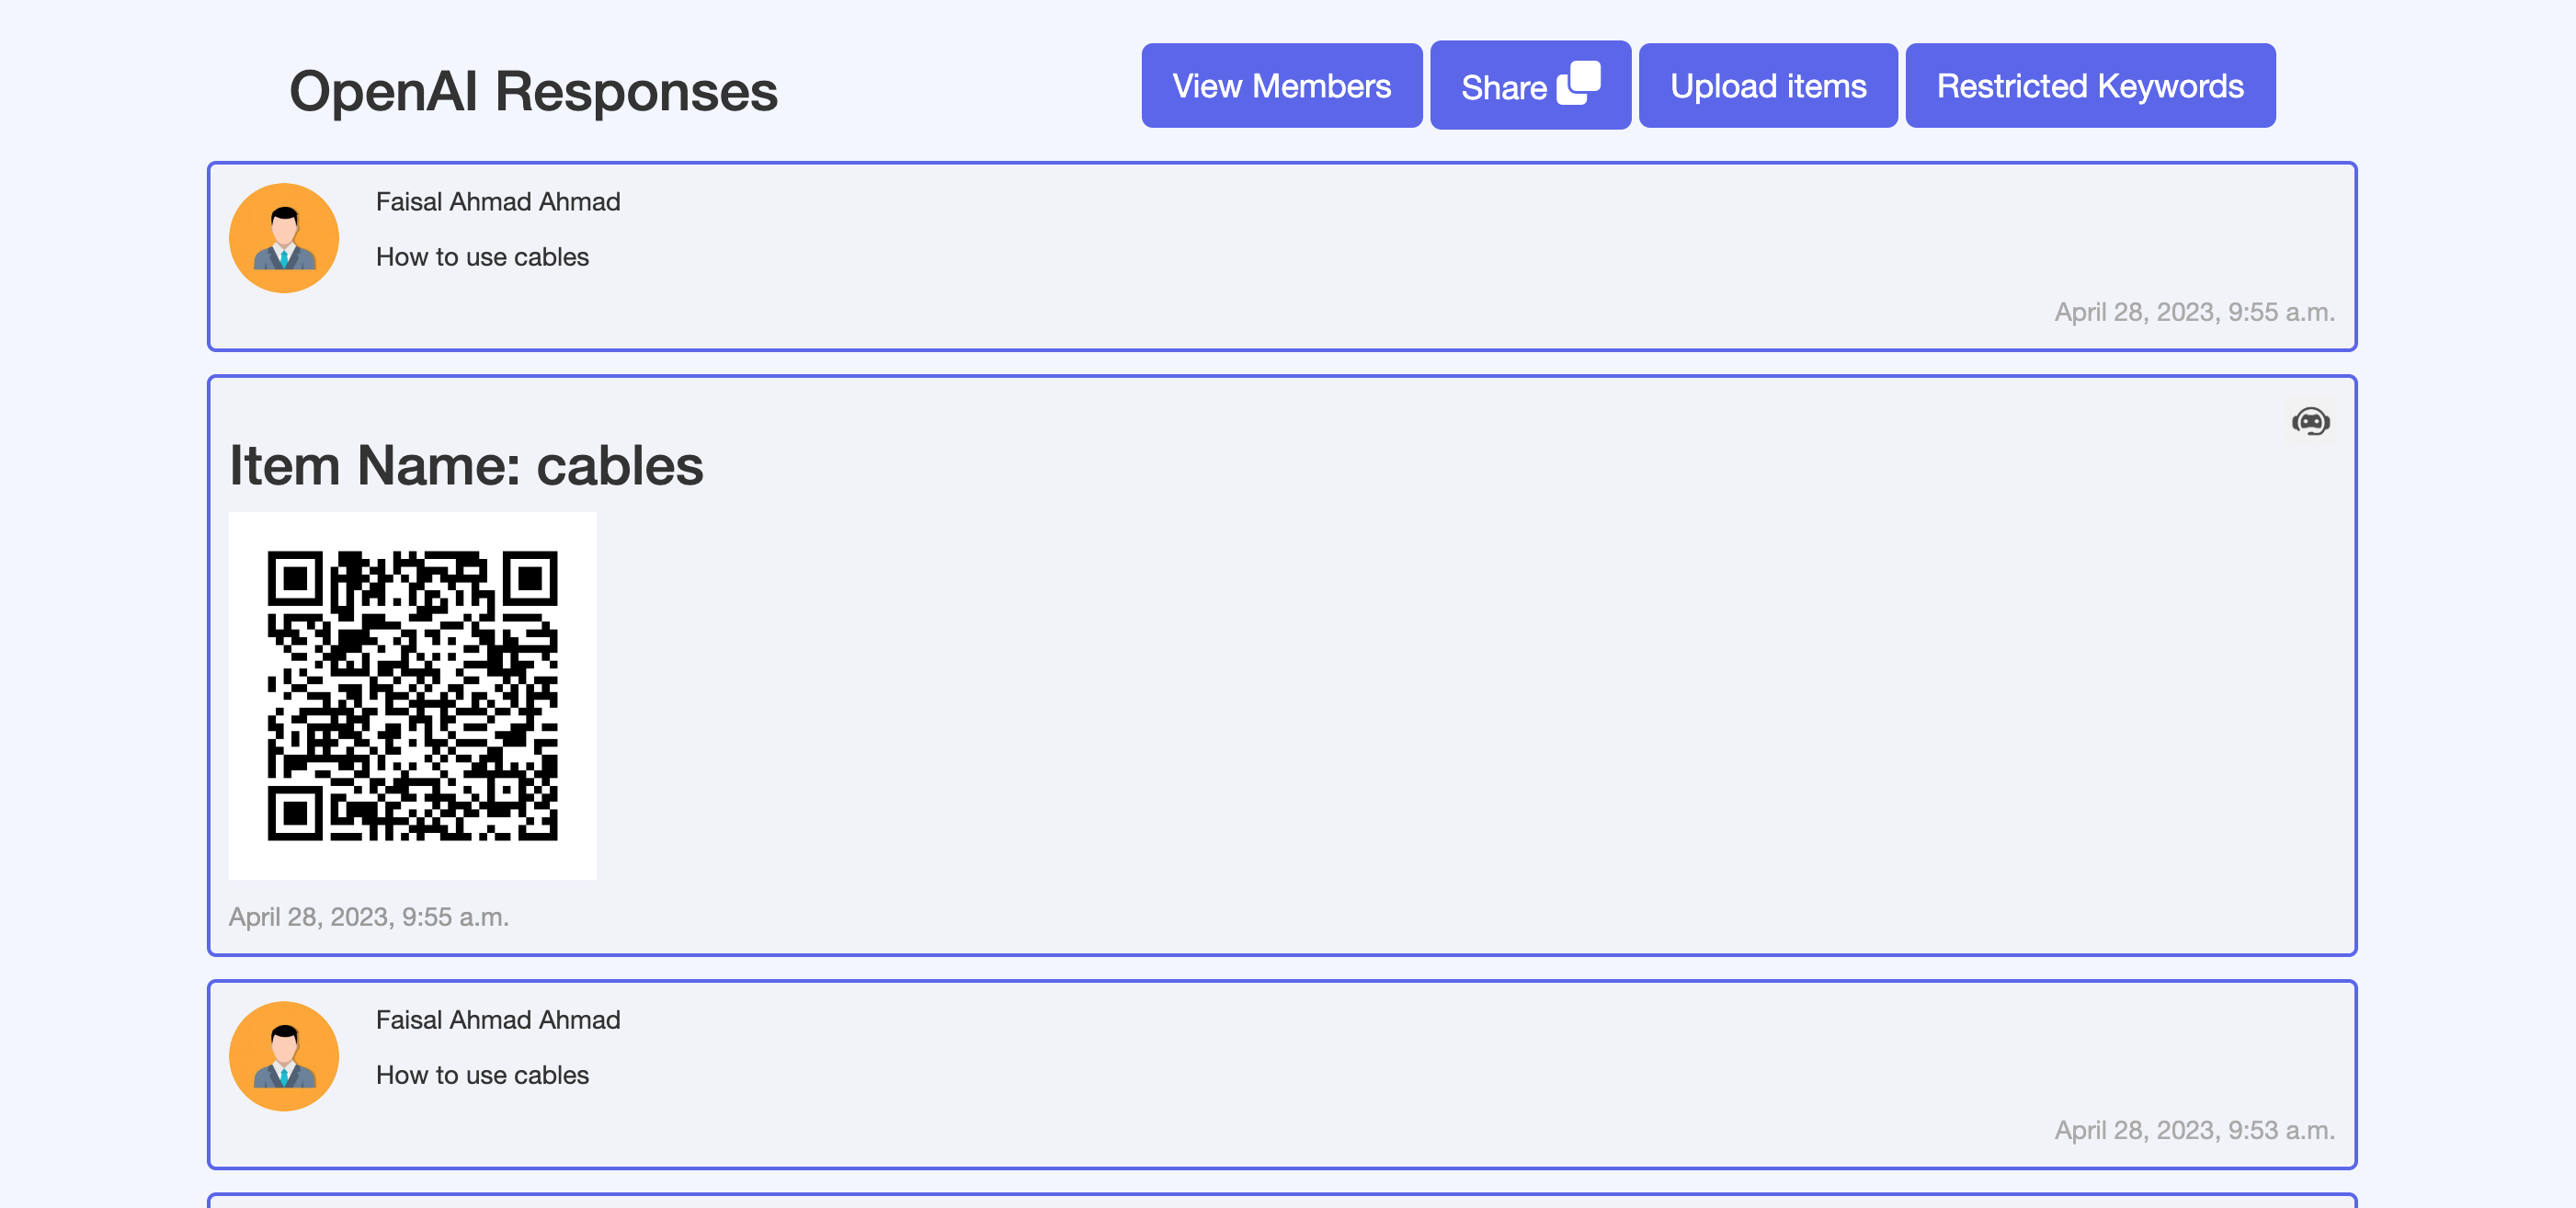 OpenAI Responses
View Members
Share
Upload items
Restricted Keywords
Faisal Ahmad Ahmad
How to use cables
April 28, 2023, 9:55 a.m.
Item Name: cables
April 28, 2023, 9:55 a.m.
Faisal Ahmad Ahmad
How to use cables
April 28, 2023, 9:53 a.m.